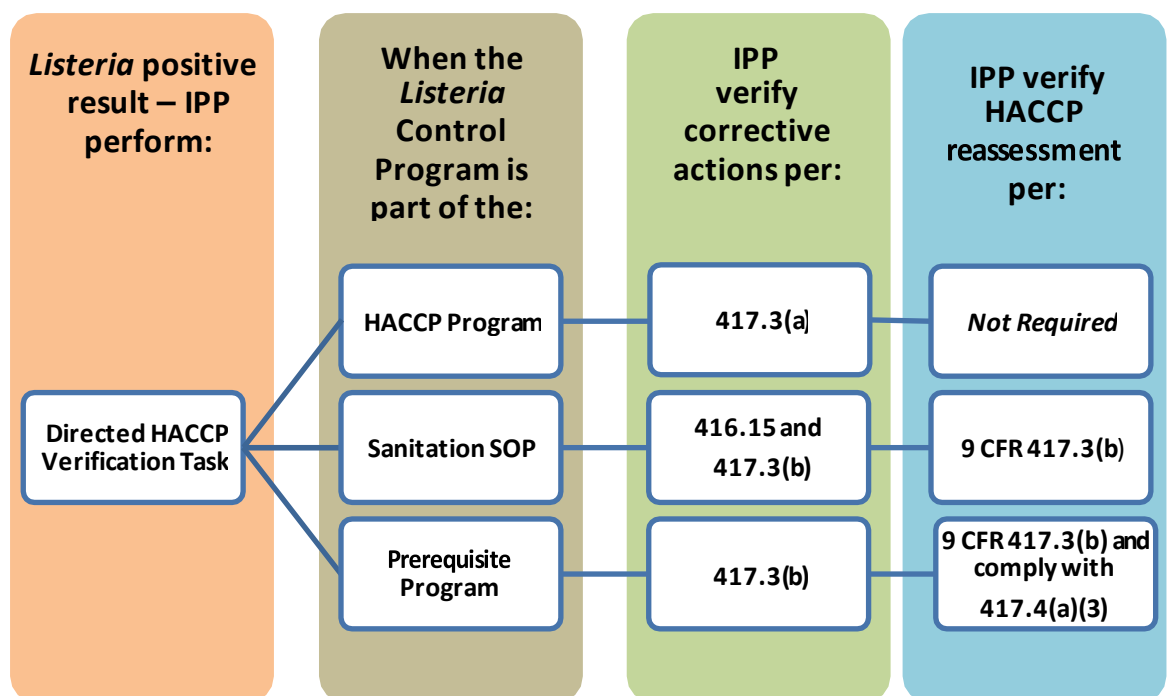 Listeria positive
result – IPP
perform:
When the
Listeria
Control
Program is
part of the:
IPP
verify
corrective
actions per:
IPP verify
HACCP
reassessment
per:
Directed HACCP
Verification Task
HACCP Program
417.3(a)
Not Required
Sanitation SOP
416.15 and
417.3(b)
9 CFR 417.3(b)
Prerequisite
Program
417.3(b)
9 CFR 417.3(b) and
comply with
417.4(a)(3)